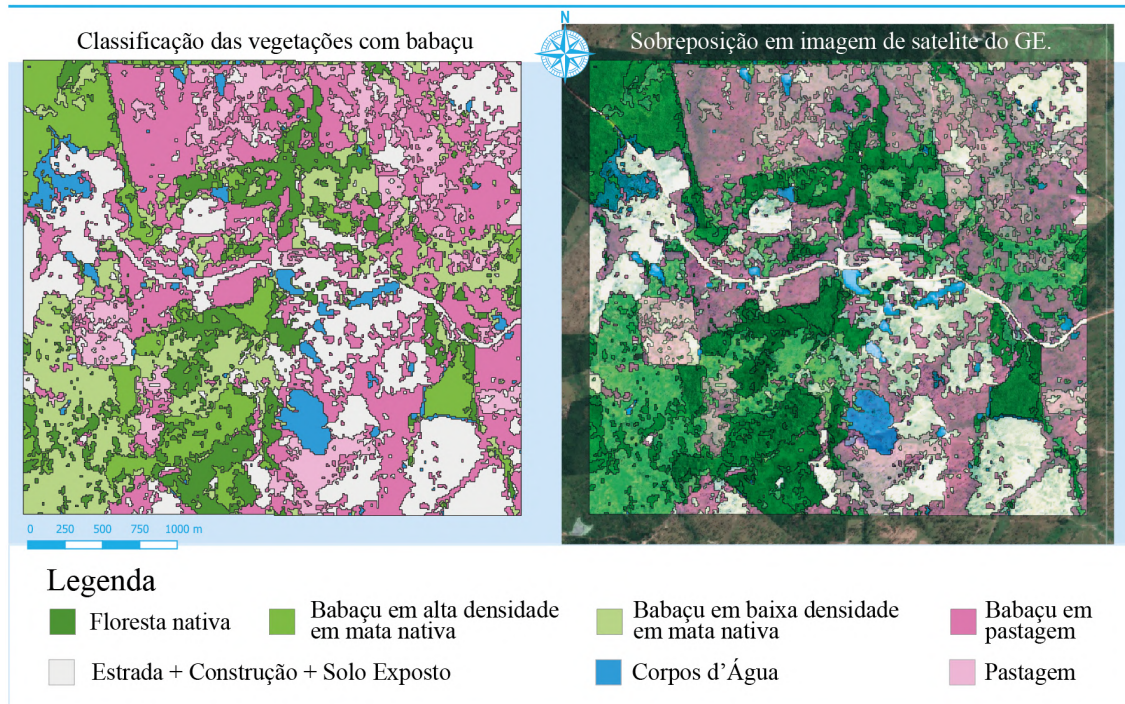 N
Classificação das vegetações com babaçu
Sobreposição em imagem de satelite do GE.
0 250 500 750 1000 m
Legenda
Floresta nativa
Babaçu em alta densidade
em mata nativa
Babaçu em baixa densidade
em mata nativa
Babaçu em
pastagem
Estrada + Construção + Solo Exposto
Corpos d’Água
Pastagem